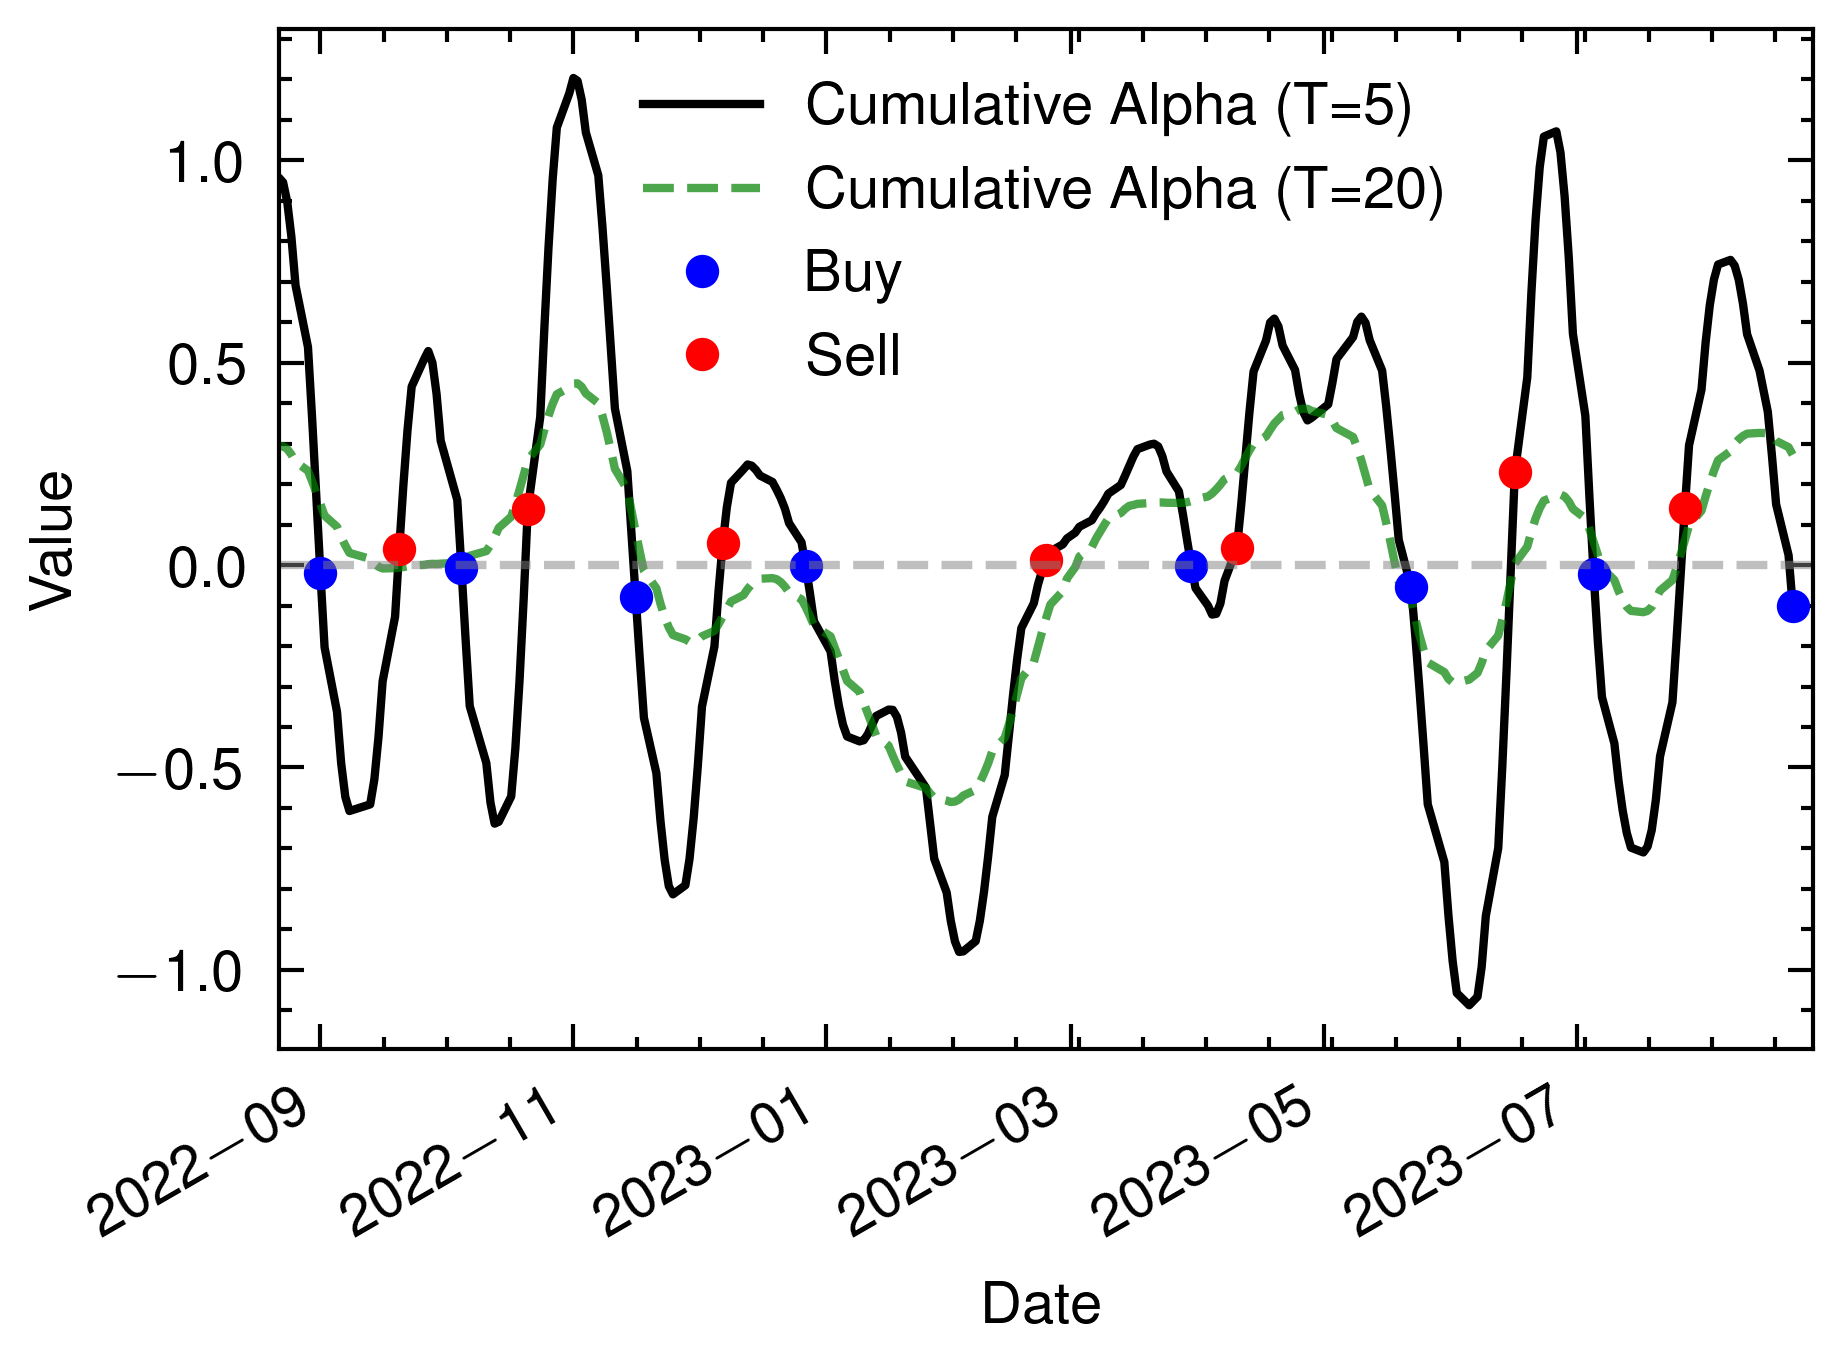 Cumulative Alpha (T=5)
Cumulative Alpha (T=20)
Buy
Sell
Value
1.0
0.5
0.0
−0.5
−1.0
2022−09
2022−11
2023−01
2023−03
2023−05
2023−07
Date